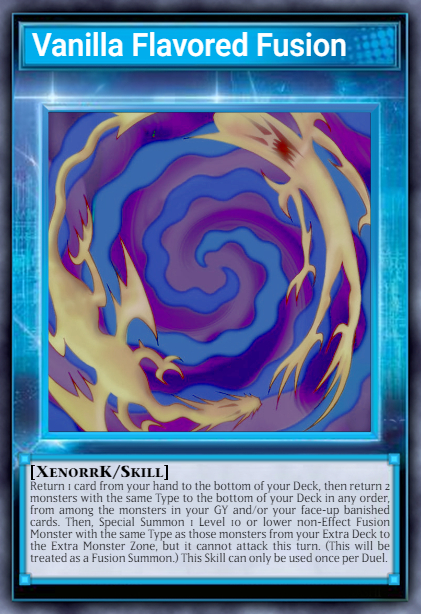 Vanilla Flavored Fusion
[XenorrK/Skill]
Return 1 card from your hand to the bottom of your Deck, then return 2
monsters with the same Type to the bottom of your Deck in any order,
from among the monsters in your GY and/or your face-up banished
cards. Then, Special Summon 1 Level 10 or lower non-Effect Fusion
Monster with the same Type as those monsters from your Extra Deck to
the Extra Monster Zone, but it cannot attack this turn. (This will be
treated as a Fusion Summon.) This Skill can only be used once per Duel.